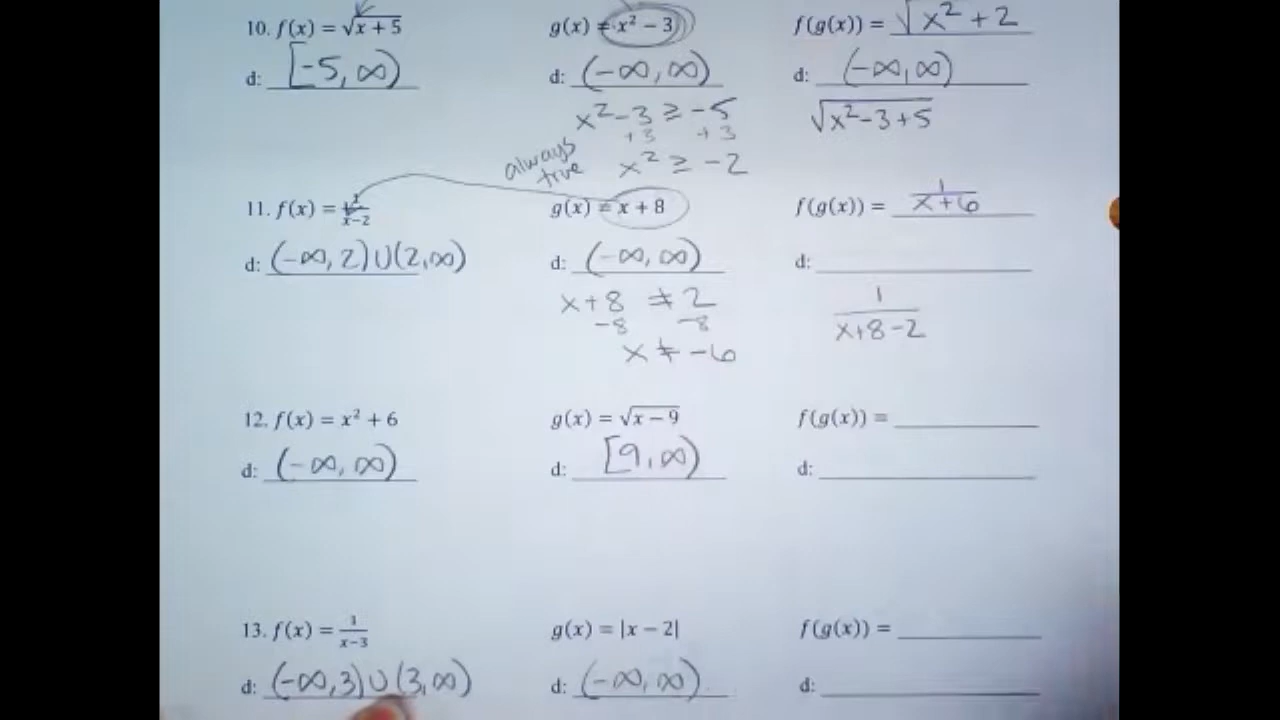 10. f(x) = √x + 5   g(x) = x² − 3   f(g(x)) = √x² + 2
d: [-5, ∞)   d: (-∞, ∞)   d: (-∞, ∞)
x² - 3 ≥ -5   √x² - 3 + 5
+3   +3
always true   x² ≥ -2
11. f(x) = 1/x−2   g(x) = x + 8   f(g(x)) = 1/x+6
d: (-∞, 2) ∪ (2, ∞)   d: (-∞, ∞)   d:
x + 8 ≠ 2   1/x+8-2
-8   -8
x ≠ -6
12. f(x) = x² + 6   g(x) = √x − 9   f(g(x)) =
d: (-∞, ∞)   d: [9, ∞)   d:
13. f(x) = 1/x−3   g(x) = |x − 2|   f(g(x)) =
d: (-∞, 3) ∪ (3, ∞)   d: (-∞, ∞)   d: